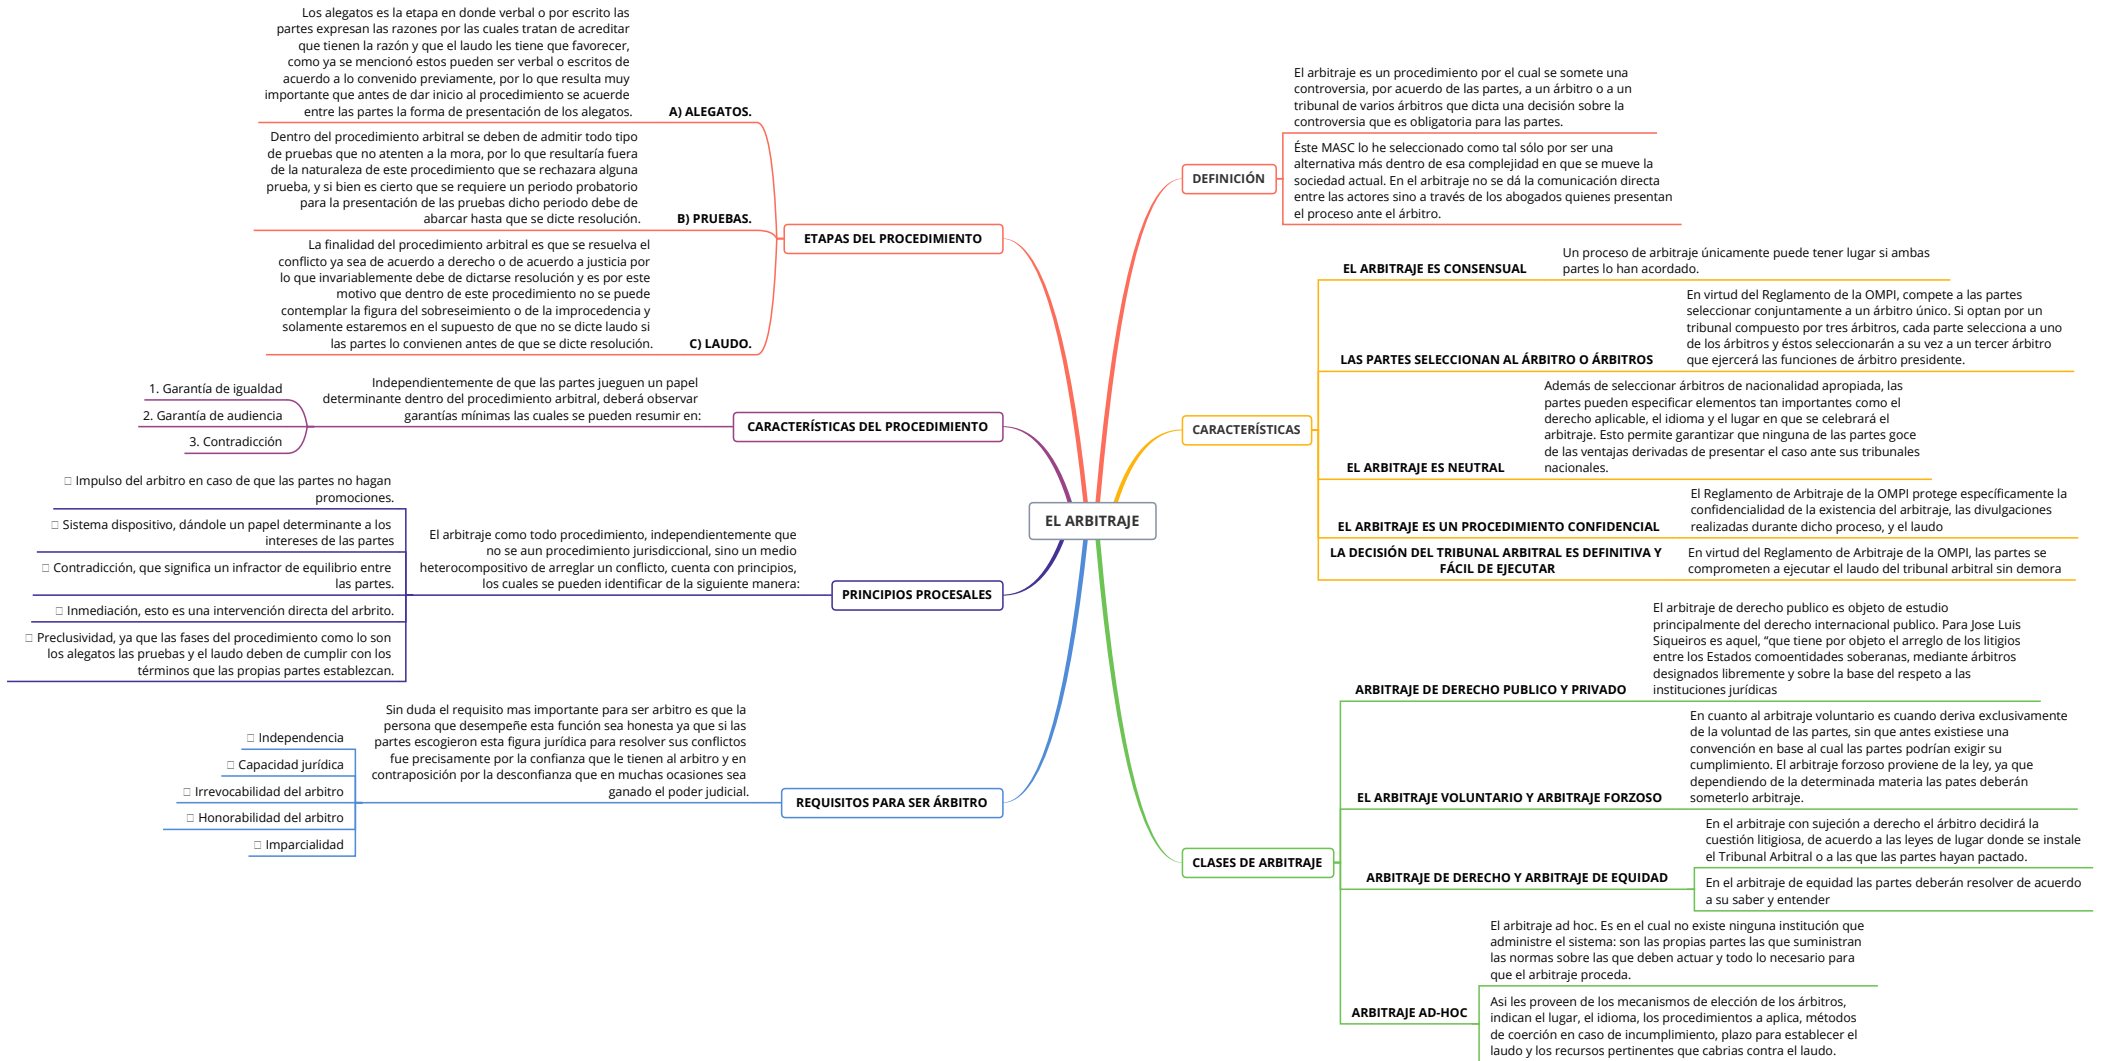 EL ARBITRAJE
DEFINICIÓN
El arbitraje es un procedimiento por el cual se somete una
controversia, por acuerdo de las partes, a un árbitro o a un
tribunal de varios árbitros que dicta una decisión sobre la
controversia que es obligatoria para las partes.
Éste MASC lo he seleccionado como tal sólo por ser una
alternativa más dentro de esa complejidad en que se mueve la
sociedad actual. En el arbitraje no se dá la comunicación directa
entre las actores sino a través de los abogados quienes presentan
el proceso ante el árbitro.
CARACTERÍSTICAS
EL ARBITRAJE ES CONSENSUAL
Un proceso de arbitraje únicamente puede tener lugar si ambas
partes lo han acordado.
LAS PARTES SELECCIONAN AL ÁRBITRO O ÁRBITROS
En virtud del Reglamento de la OMPI, compete a las partes
seleccionar conjuntamente a un árbitro único. Si optan por un
tribunal compuesto por tres árbitros, cada parte selecciona a uno
de los árbitros y éstos seleccionarán a su vez a un tercer árbitro
que ejercerá las funciones de árbitro presidente.
EL ARBITRAJE ES NEUTRAL
Además de seleccionar árbitros de nacionalidad apropiada, las
partes pueden especificar elementos tan importantes como el
derecho aplicable, el idioma y el lugar en que se celebrará el
arbitraje. Esto permite garantizar que ninguna de las partes goce
de las ventajas derivadas de presentar el caso ante sus tribunales
nacionales.
EL ARBITRAJE ES UN PROCEDIMIENTO CONFIDENCIAL
El Reglamento de Arbitraje de la OMPI protege específicamente la
confidencialidad de la existencia del arbitraje, las divulgaciones
realizadas durante dicho proceso, y el laudo
LA DECISIÓN DEL TRIBUNAL ARBITRAL ES DEFINITIVA Y
FÁCIL DE EJECUTAR
En virtud del Reglamento de Arbitraje de la OMPI, las partes se
comprometen a ejecutar el laudo del tribunal arbitral sin demora
CLASES DE ARBITRAJE
ARBITRAJE DE DERECHO PUBLICO Y PRIVADO
El arbitraje de derecho publico es objeto de estudio
principalmente del derecho internacional publico. Para Jose Luis
Siqueiros es aquel, “que tiene por objeto el arreglo de los litigios
entre los Estados comoentidades soberanas, mediante árbitros
designados libremente y sobre la base del respeto a las
instituciones jurídicas
EL ARBITRAJE VOLUNTARIO Y ARBITRAJE FORZOSO
En cuanto al arbitraje voluntario es cuando deriva exclusivamente
de la voluntad de las partes, sin que antes existiese una
convención en base al cual las partes podrían exigir su
cumplimiento. El arbitraje forzoso proviene de la ley, ya que
dependiendo de la determinada materia las pates deberán
someterlo arbitraje.
ARBITRAJE DE DERECHO Y ARBITRAJE DE EQUIDAD
En el arbitraje con sujeción a derecho el árbitro decidirá la
cuestión litigiosa, de acuerdo a las leyes de lugar donde se instale
el Tribunal Arbitral o a las que las partes hayan pactado.
En el arbitraje de equidad las partes deberán resolver de acuerdo
a su saber y entender
ARBITRAJE AD-HOC
El arbitraje ad hoc. Es en el cual no existe ninguna institución que
administre el sistema: son las propias partes las que suministran
las normas sobre las que deben actuar y todo lo necesario para
que el arbitraje proceda.
Asi les proveen de los mecanismos de elección de los árbitros,
indican el lugar, el idioma, los procedimientos a aplica, métodos
de coerción en caso de incumplimiento, plazo para establecer el
laudo y los recursos pertinentes que cabrias contra el laudo.
ETAPAS DEL PROCEDIMIENTO
A) ALEGATOS.
Los alegatos es la etapa en donde verbal o por escrito las
partes expresan las razones por las cuales tratan de acreditar
que tienen la razón y que el laudo les tiene que favorecer,
como ya se mencionó estos pueden ser verbal o escritos de
acuerdo a lo convenido previamente, por lo que resulta muy
importante que antes de dar inicio al procedimiento se acuerde
entre las partes la forma de presentación de los alegatos.
B) PRUEBAS.
Dentro del procedimiento arbitral se deben de admitir todo tipo
de pruebas que no atenten a la mora, por lo que resultaría fuera
de la naturaleza de este procedimiento que se rechazara alguna
prueba, y si bien es cierto que se requiere un periodo probatorio
para la presentación de las pruebas dicho periodo debe de
abarcar hasta que se dicte resolución.
C) LAUDO.
La finalidad del procedimiento arbitral es que se resuelva el
conflicto ya sea de acuerdo a derecho o de acuerdo a justicia por
lo que invariablemente debe de dictarse resolución y es por este
motivo que dentro de este procedimiento no se puede
contemplar la figura del sobreseimiento o de la improcedencia y
solamente estaremos en el supuesto de que no se dicte laudo si
las partes lo convienen antes de que se dicte resolución.
CARACTERÍSTICAS DEL PROCEDIMIENTO
Independientemente de que las partes jueguen un papel
determinante dentro del procedimiento arbitral, deberá observar
garantías mínimas las cuales se pueden resumir en:
1. Garantía de igualdad
2. Garantía de audiencia
3. Contradicción
PRINCIPIOS PROCESALES
El arbitraje como todo procedimiento, independientemente que
no se aun procedimiento jurisdiccional, sino un medio
heterocompositivo de arreglar un conflicto, cuenta con principios,
los cuales se pueden identificar de la siguiente manera:
Impulso del arbitro en caso de que las partes no hagan
promociones.
Sistema dispositivo, dándole un papel determinante a los
intereses de las partes
Contradicción, que significa un infractor de equilibrio entre
las partes.
Inmediación, esto es una intervención directa del arbrito.
Preclusividad, ya que las fases del procedimiento como lo son
los alegatos las pruebas y el laudo deben de cumplir con los
términos que las propias partes establezcan.
REQUISITOS PARA SER ÁRBITRO
Sin duda el requisito mas importante para ser arbitro es que la
persona que desempeñe esta función sea honesta ya que si las
partes escogieron esta figura jurídica para resolver sus conflictos
fue precisamente por la confianza que le tienen al arbitro y en
contraposición por la desconfianza que en muchas ocasiones sea
ganado el poder judicial.
Independencia
Capacidad jurídica
Irrevocabilidad del arbitro
Honorabilidad del arbitro
Imparcialidad